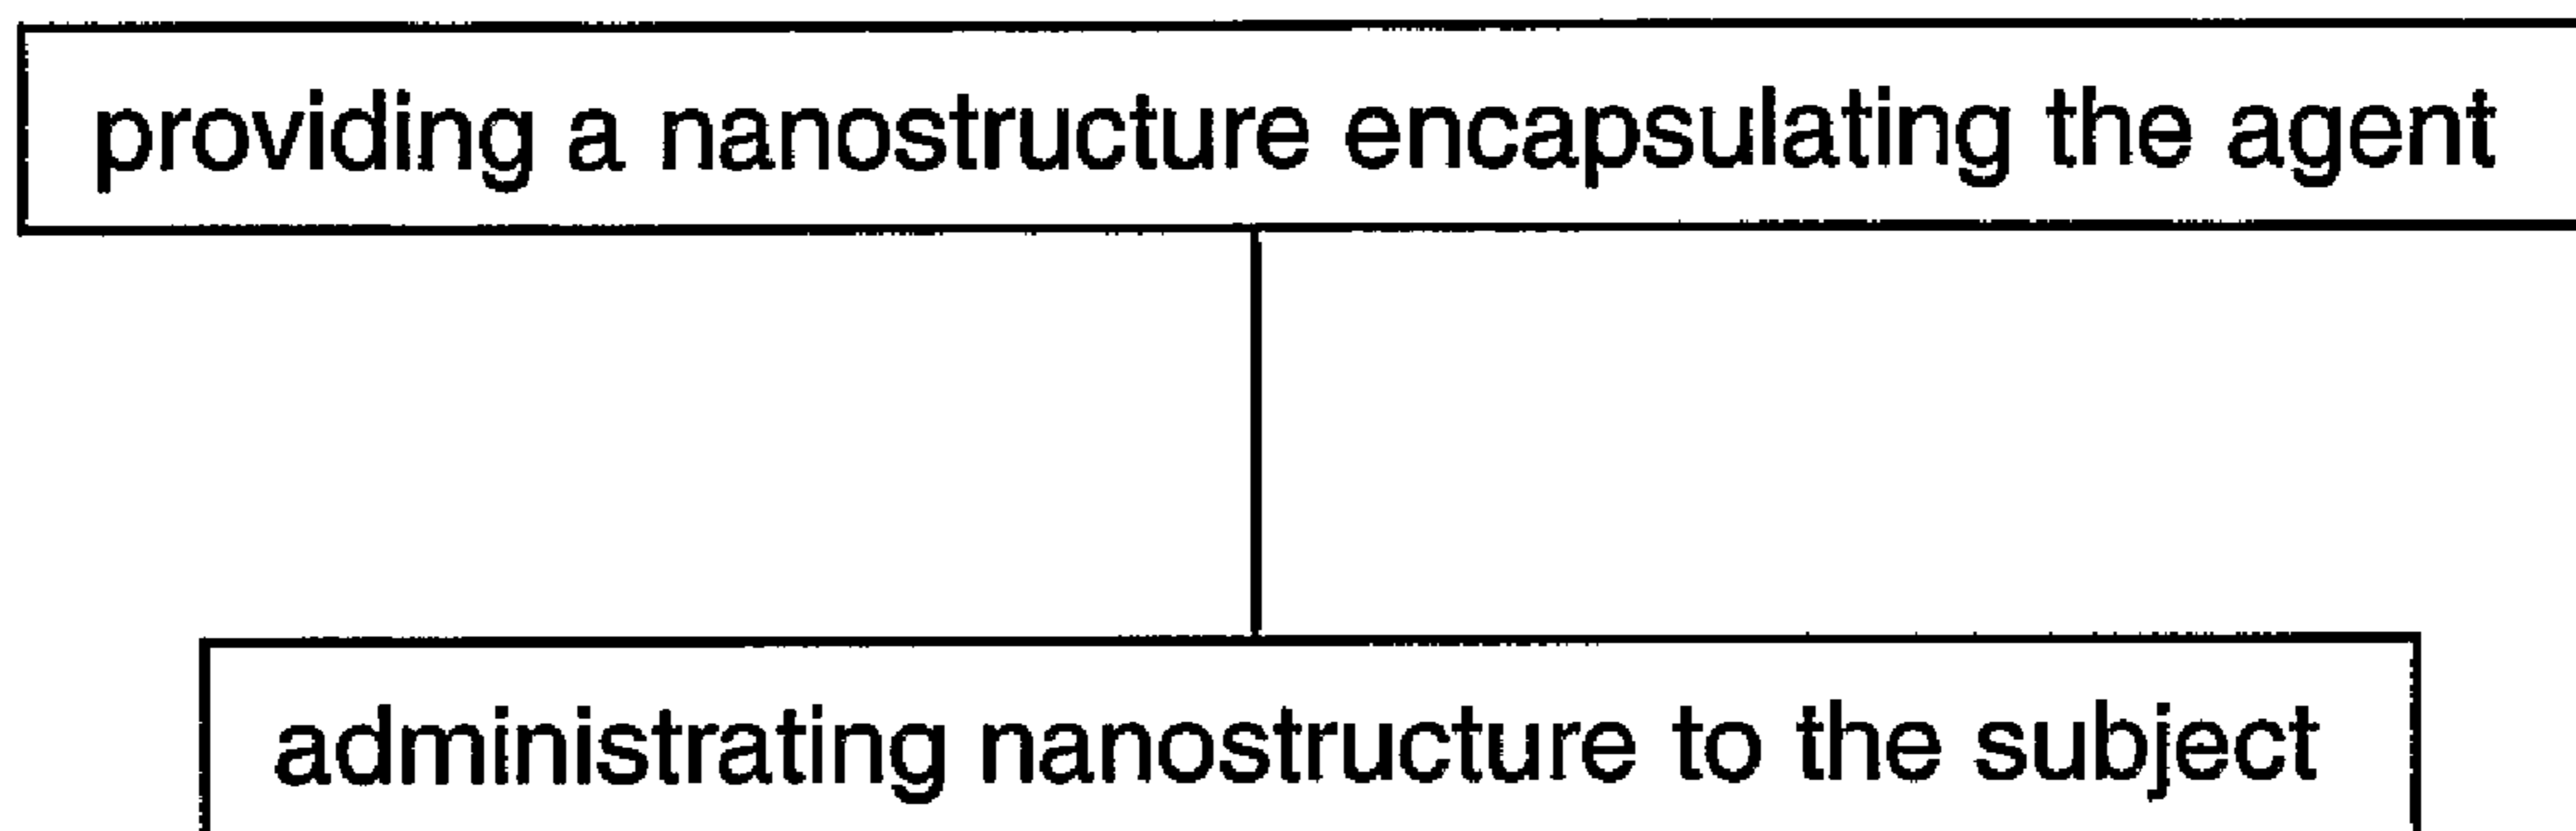 providing a nanostructure encapsulating the agent
administrating nanostructure to the subject